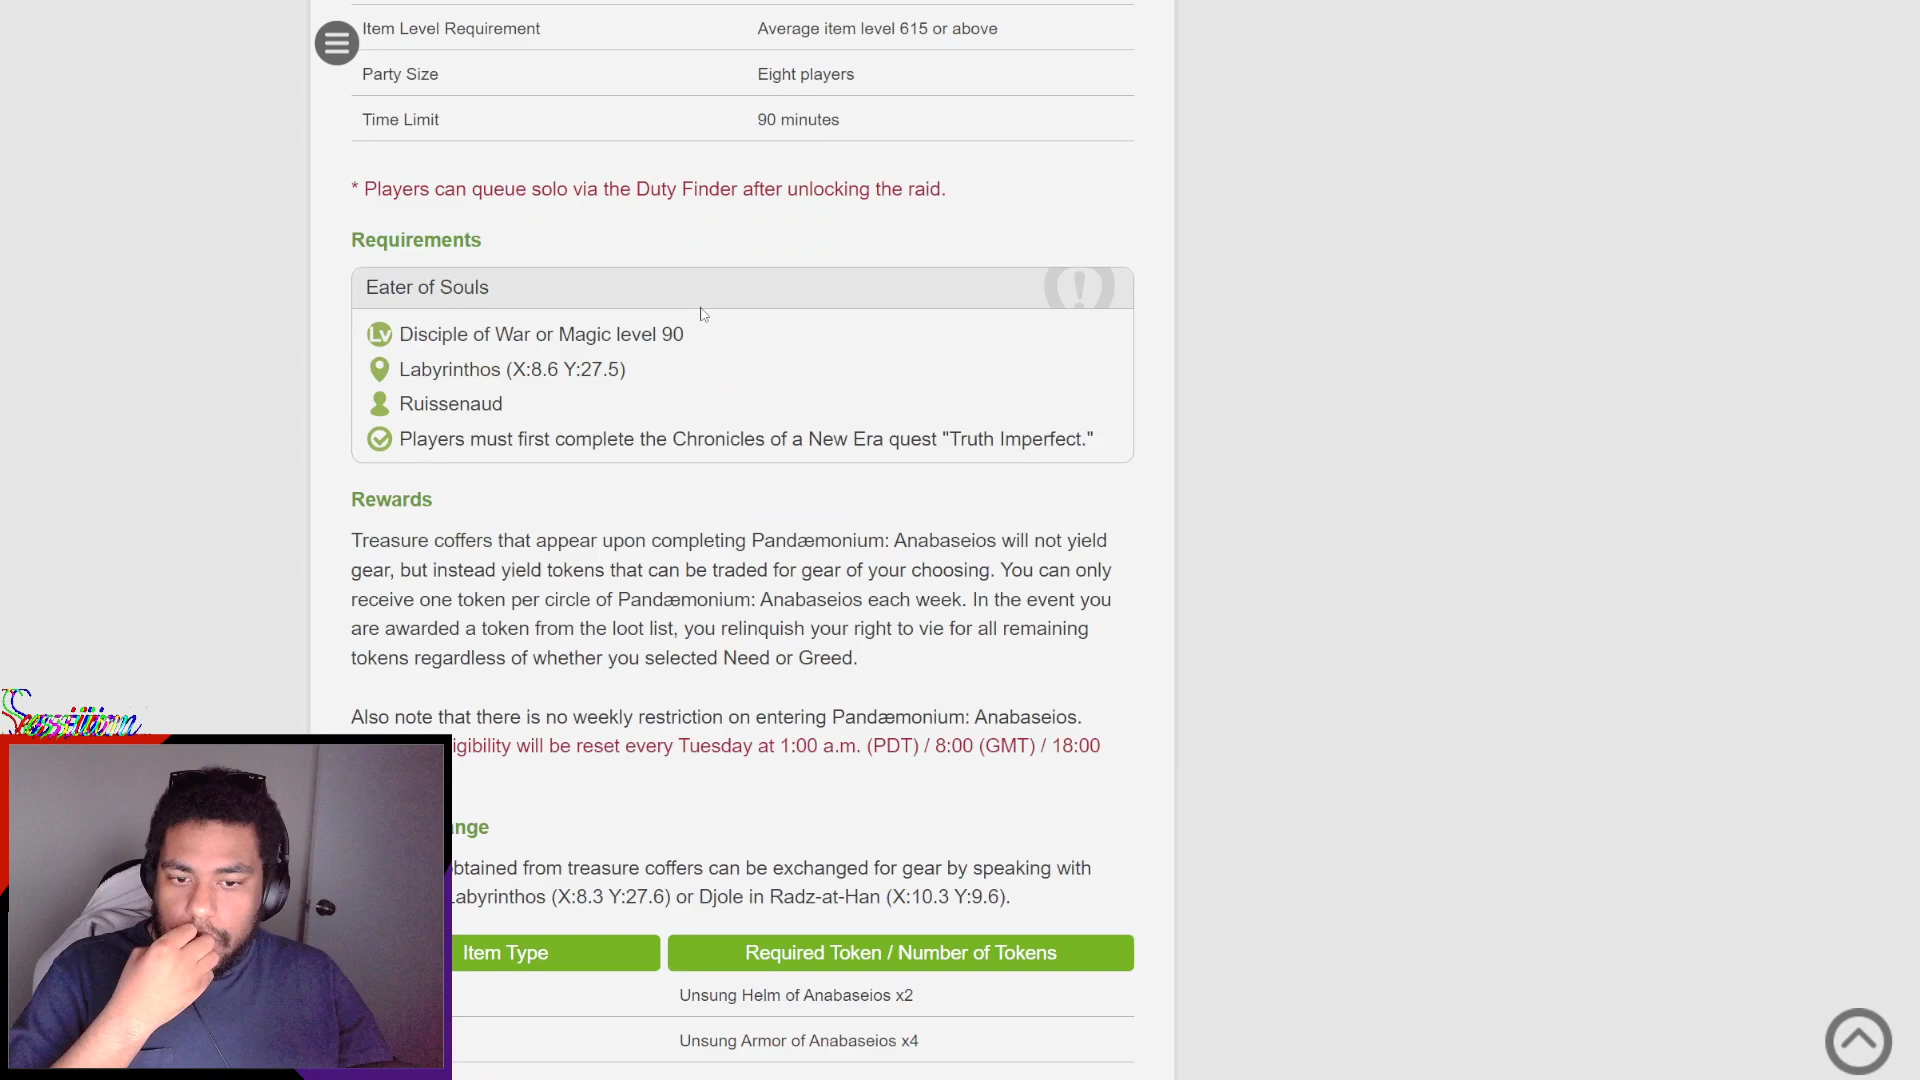 Item Level Requirement Average item level 615 or above
Party Size Eight players
Time Limit 90 minutes
* Players can queue solo via the Duty Finder after unlocking the raid.
Requirements
Eater of Souls
Lv Disciple of War or Magic level 90
Labyrinthos (X:8.6 Y:27.5)
Ruissenaud
Players must first complete the Chronicles of a New Era quest "Truth Imperfect."
Rewards
Treasure coffers that appear upon completing Pandæmonium: Anabaseios will not yield
gear, but instead yield tokens that can be traded for gear of your choosing. You can only
receive one token per circle of Pandæmonium: Anabaseios each week. In the event you
are awarded a token from the loot list, you relinquish your right to vie for all remaining
tokens regardless of whether you selected Need or Greed.
Also note that there is no weekly restriction on entering Pandæmonium: Anabaseios.
igibility will be reset every Tuesday at 1:00 a.m. (PDT) / 8:00 (GMT) / 18:00
nge
btained from treasure coffers can be exchanged for gear by speaking with
Labyrinthos (X:8.3 Y:27.6) or Djole in Radz-at-Han (X:10.3 Y:9.6).
Item Type Required Token / Number of Tokens
Unsung Helm of Anabaseios x2
Unsung Armor of Anabaseios x4